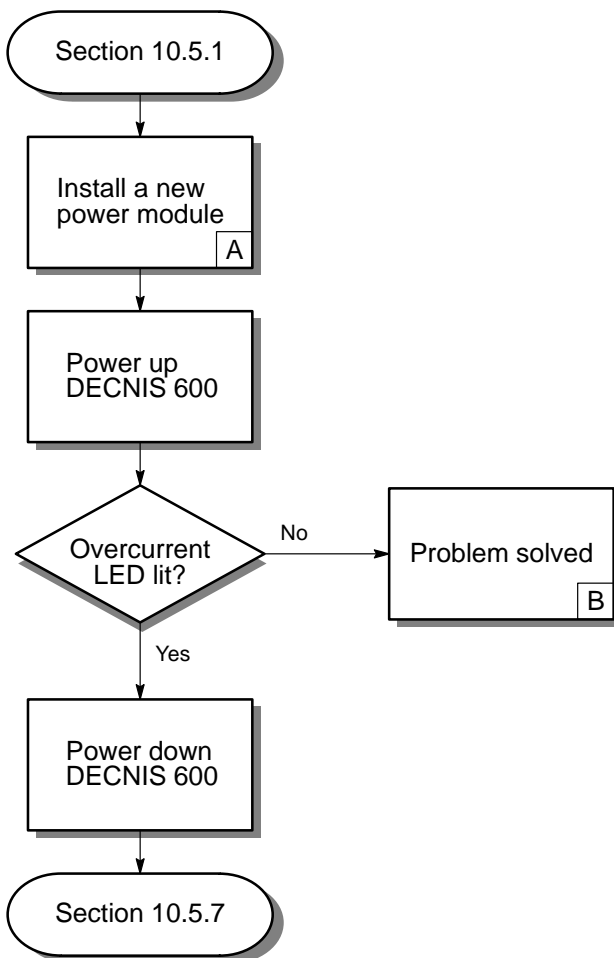 Section 10.5.1
Install a new
power module
A
Power up
DECNIS 600
Overcurrent
LED lit?
No
Problem solved
B
Yes
Power down
DECNIS 600
Section 10.5.7